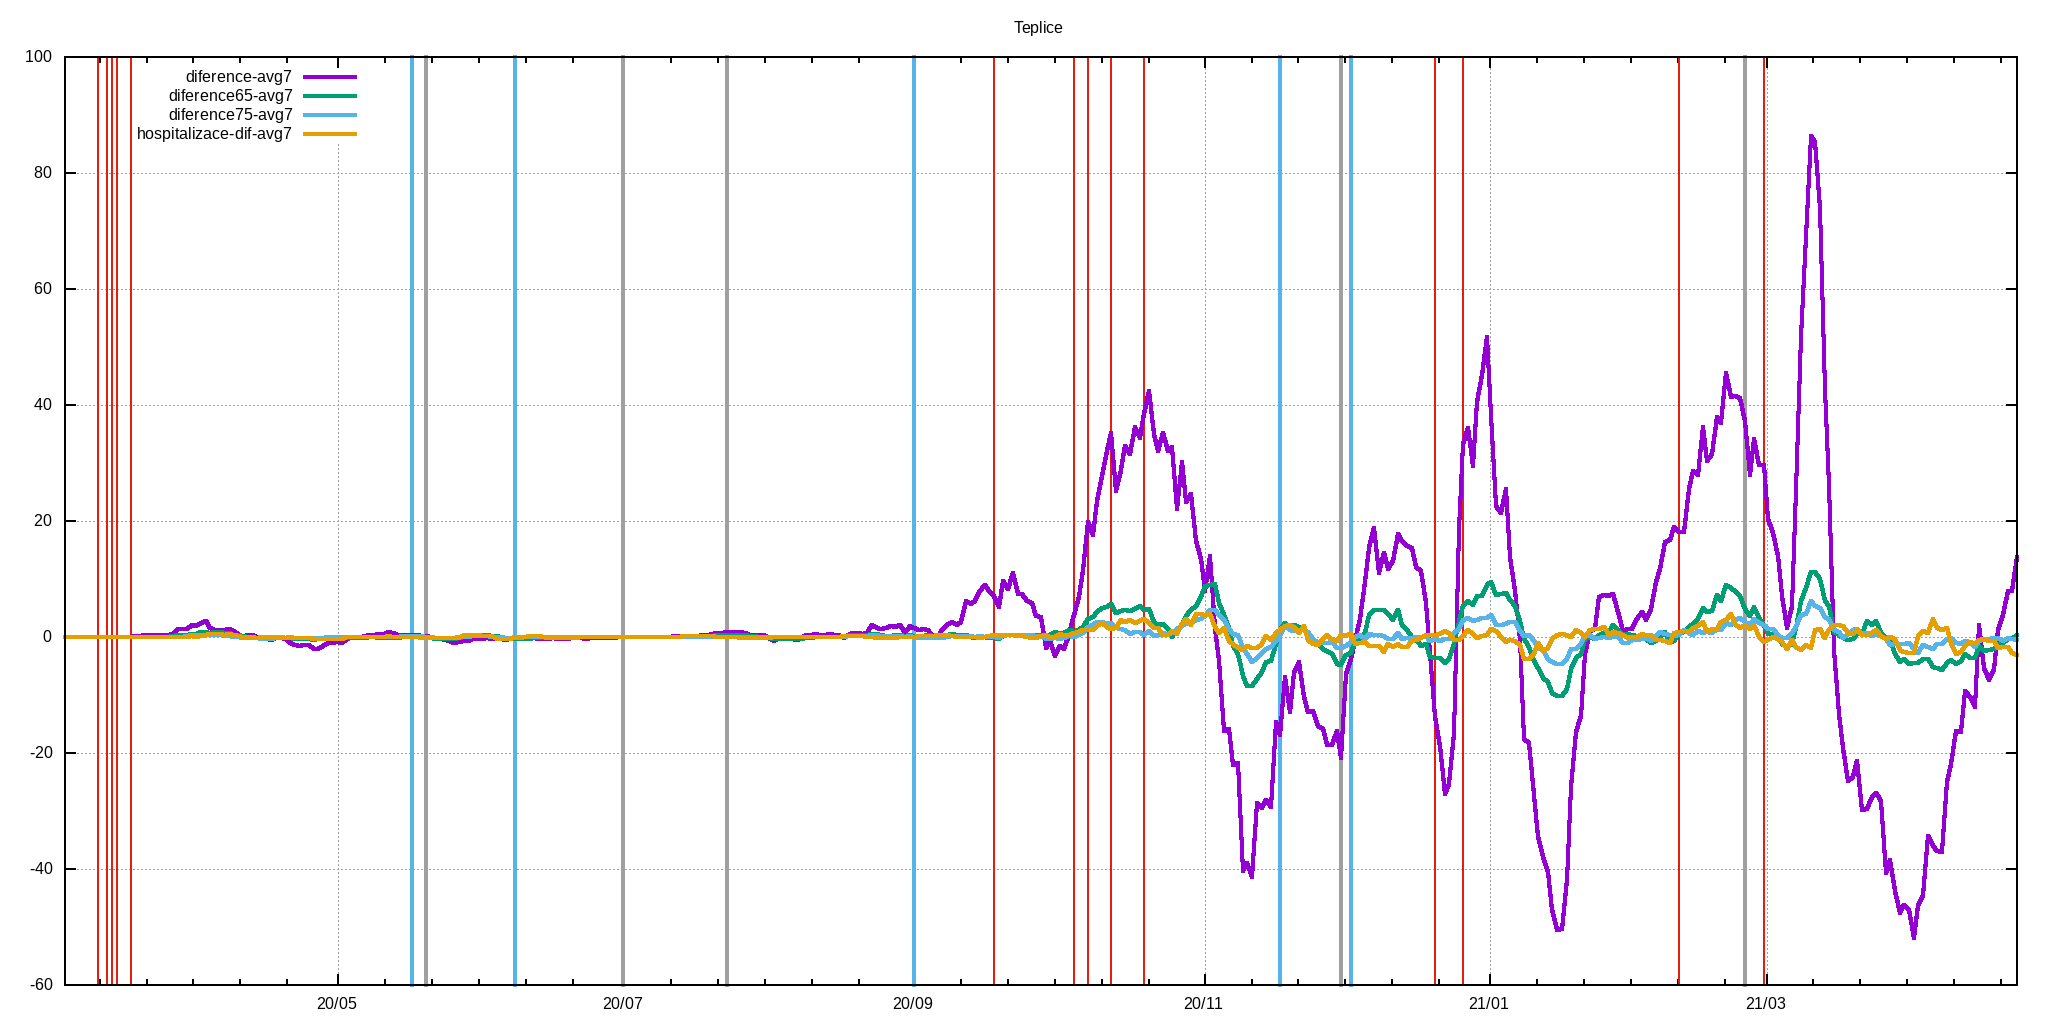 Teplice
diference-avg7
diference65-avg7
diference75-avg7
hospitalizace-dif-avg7
100
80
60
40
20
0
-20
-40
-60
20/05 20/07 20/09 20/11 21/01 21/03